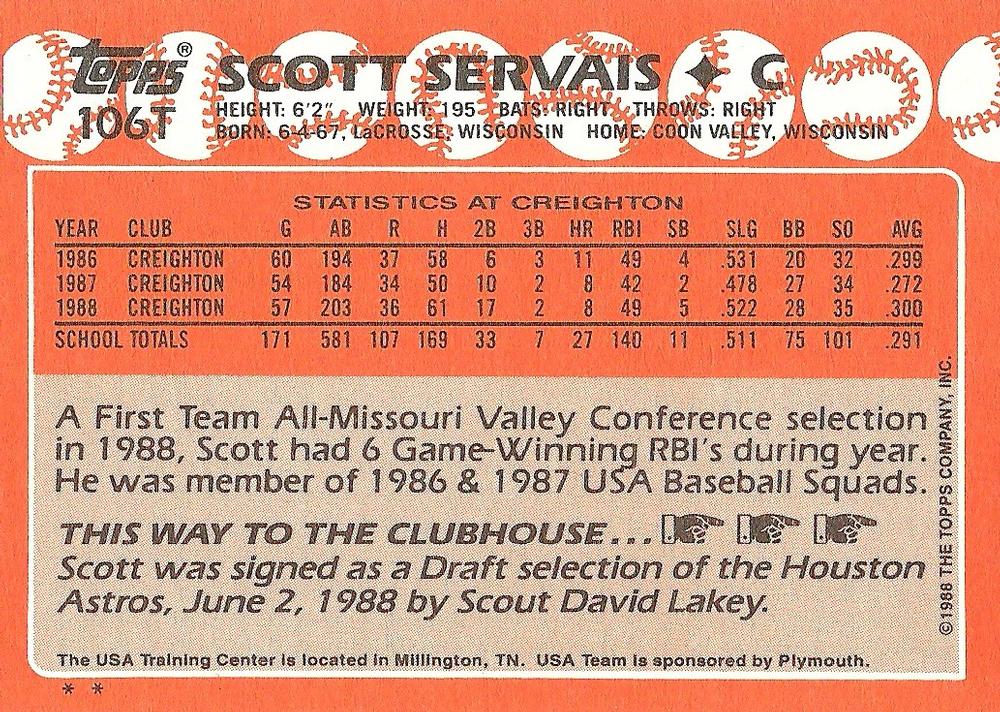 Topps® SCOTT SERVAIS ✦ C
106T HEIGHT: 6'2" WEIGHT: 195 BATS: RIGHT THROWS: RIGHT
BORN: 6-4-67, LaCROSSE, WISCONSIN HOME: COON VALLEY, WISCONSIN
STATISTICS AT CREIGHTON
YEAR CLUB G AB R H 2B 3B HR RBI SB SLG BB SO AVG
1986 CREIGHTON 60 194 37 58 6 3 11 49 4 .531 20 32 .299
1987 CREIGHTON 54 184 34 50 10 2 8 42 2 .478 27 34 .272
1988 CREIGHTON 57 203 36 61 17 2 8 49 5 .522 28 35 .300
SCHOOL TOTALS 171 581 107 169 33 7 27 140 11 .511 75 101 .291
A First Team All-Missouri Valley Conference selection
in 1988, Scott had 6 Game-Winning RBI's during year.
He was member of 1986 & 1987 USA Baseball Squads.
THIS WAY TO THE CLUBHOUSE...
Scott was signed as a Draft selection of the Houston
Astros, June 2, 1988 by Scout David Lakey.
The USA Training Center is located in Millington, TN. USA Team is sponsored by Plymouth.
* *
©1988 THE TOPPS COMPANY, INC.